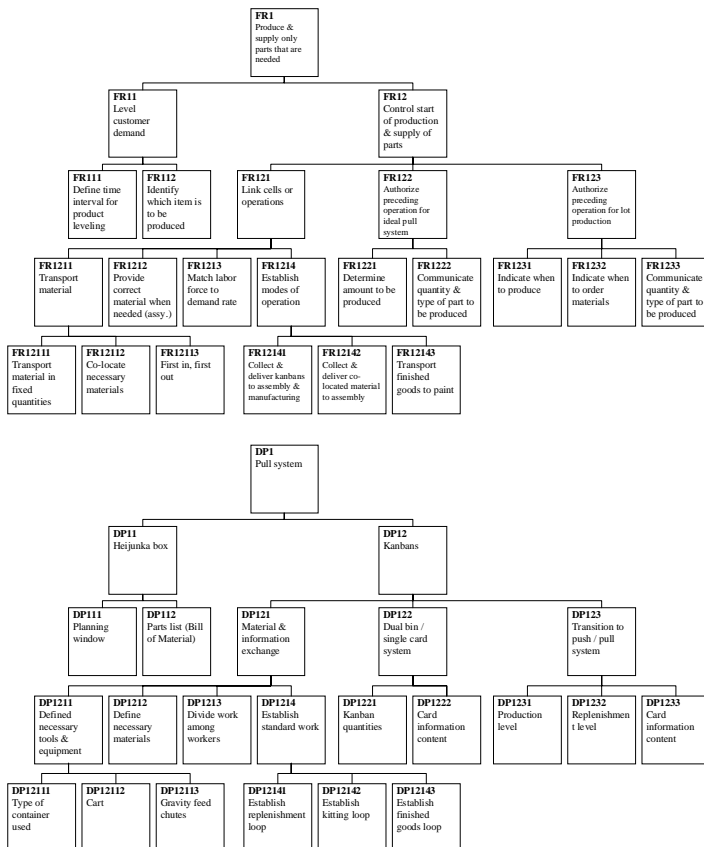 FR1
Produce &
supply only
parts that are
needed
FR11
Level
customer
demand
FR12
Control start
of production
& supply of
parts
FR111
Define time
interval for
product
leveling
FR112
Identify
which item is
to be
produced
FR121
Link cells or
operations
FR122
Authorize
preceding
operation for
ideal pull
system
FR123
Authorize
preceding
operation for lot
production
FR1211
Transport
material
FR1212
Provide
correct
material when
needed (assy.)
FR1213
Match labor
force to
demand rate
FR1214
Establish
modes of
operation
FR1221
Determine
amount to be
produced
FR1222
Communicate
quantity &
type of part to
be produced
FR1231
Indicate when
to produce
FR1232
Indicate when
to order
materials
FR1233
Communicate
quantity &
type of part to
be produced
FR12111
Transport
material in
fixed
quantities
FR12112
Co-locate
necessary
materials
FR12113
First in, first
out
FR12141
Collect &
deliver kanbans
to assembly &
manufacturing
FR12142
Collect &
deliver co-
located material
to assembly
FR12143
Transport
finished
goods to paint
DP1
Pull system
DP11
Heijunka box
DP12
Kanbans
DP111
Planning
window
DP112
Parts list (Bill
of Material)
DP121
Material &
information
exchange
DP122
Dual bin /
single card
system
DP123
Transition to
push / pull
system
DP1211
Defined
necessary
tools &
equipment
DP1212
Define
necessary
materials
DP1213
Divide work
among
workers
DP1214
Establish
standard work
DP1221
Kanban
quantities
DP1222
Card
information
content
DP1231
Production
level
DP1232
Replenishmen
t level
DP1233
Card
information
content
DP12111
Type of
container
used
DP12112
Cart
DP12113
Gravity feed
chutes
DP12141
Establish
replenishment
loop
DP12142
Establish
kitting loop
DP12143
Establish
finished
goods loop